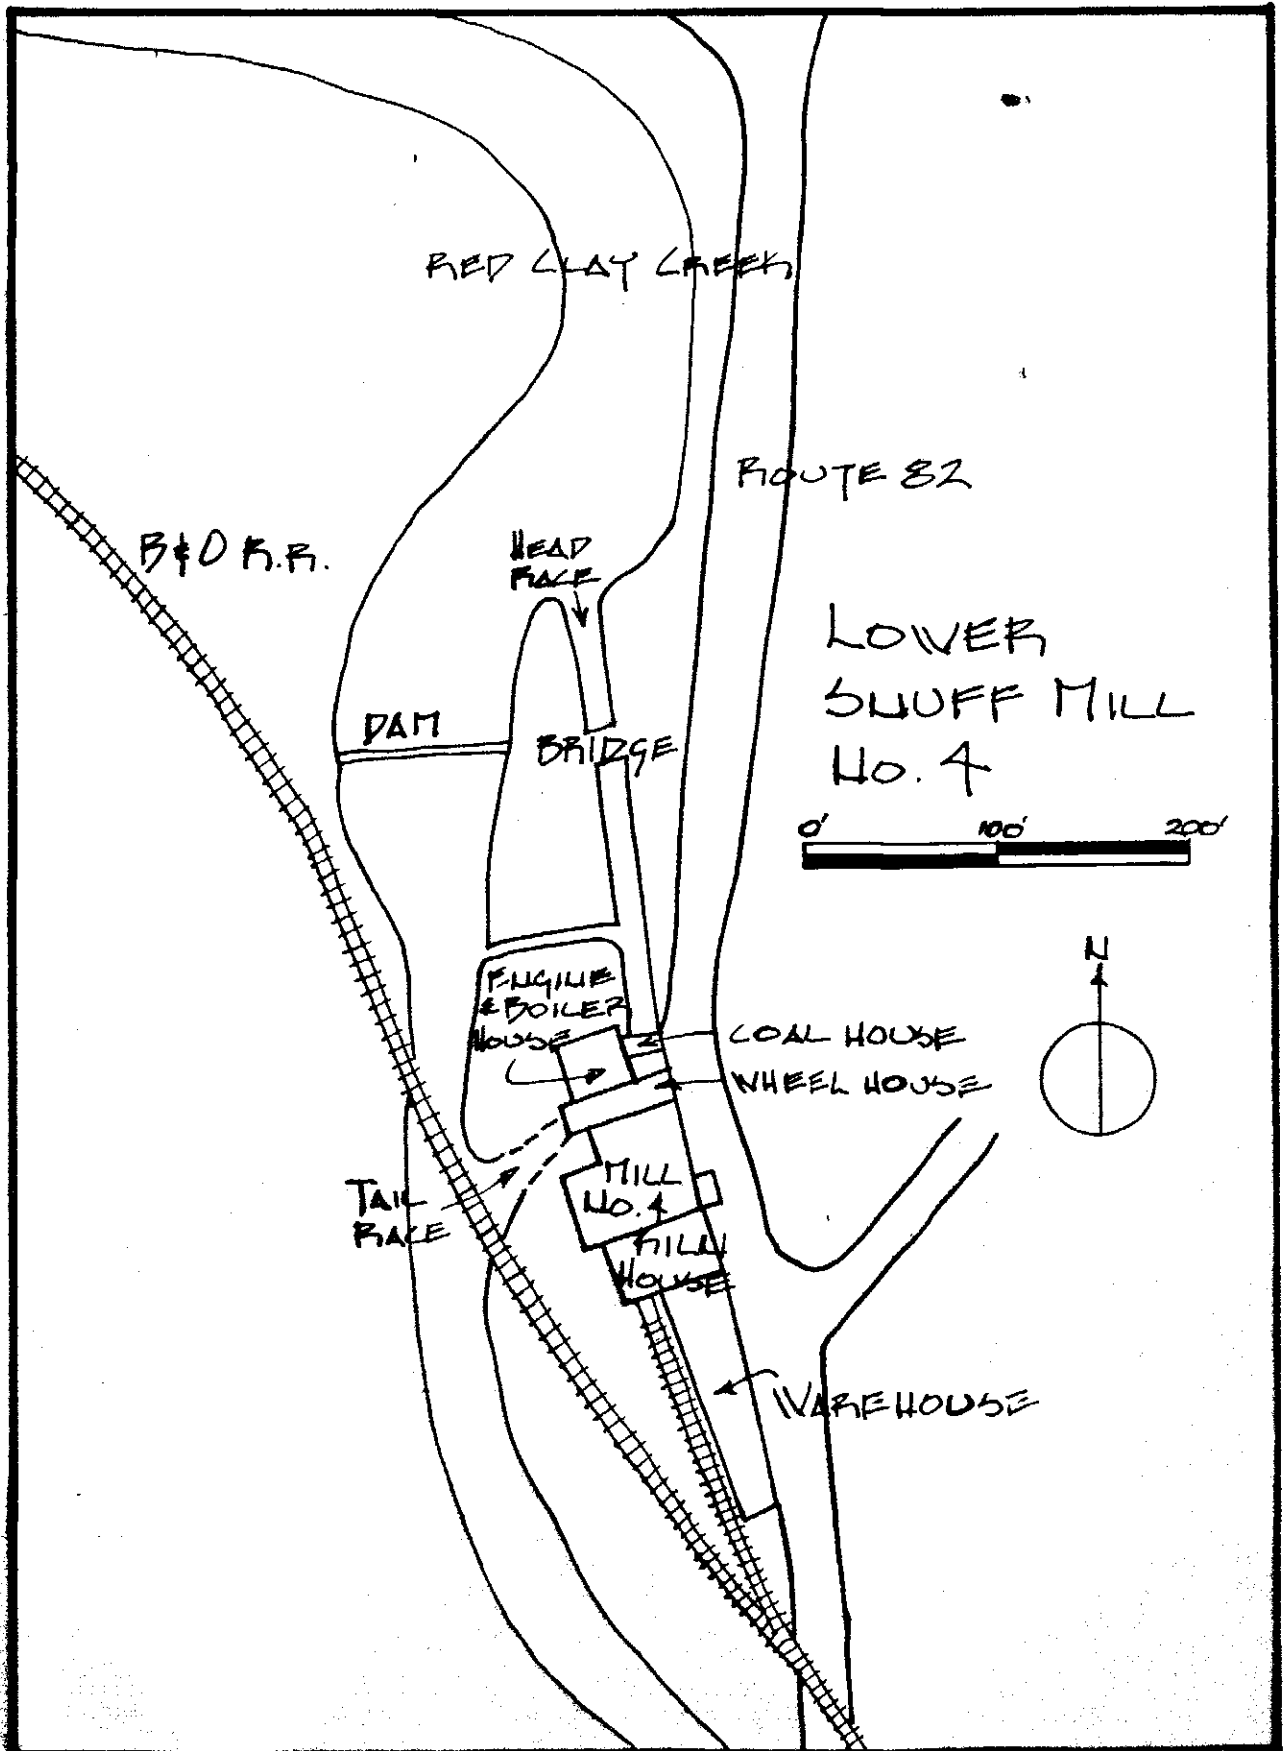 RED CLAY CREEK
ROUTE 82
B&O R.R.
HEAD
RACE
LOWER
SNUFF MILL
No. 4
DAM
BRIDGE
0' 100' 200'
N
ENGINE
& BOILER
HOUSE
COAL HOUSE
WHEEL HOUSE
MILL
No. 4
TAIL
RACE
KILN
HOUSE
WAREHOUSE